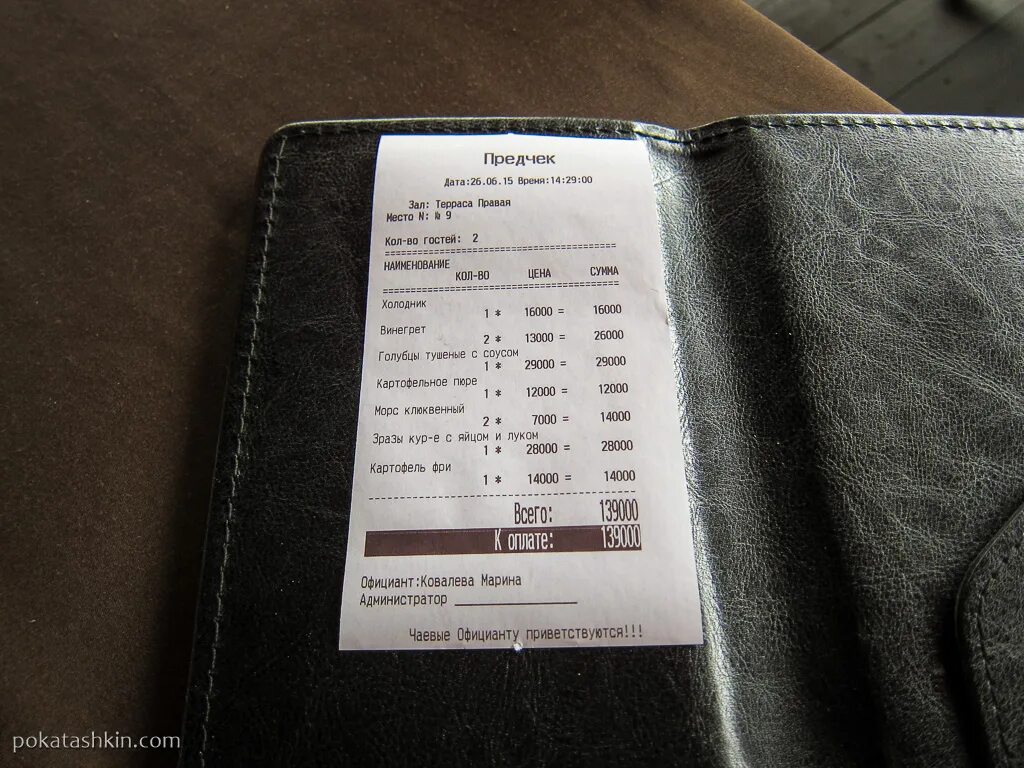 Предчек
Дата:26.06.15 Время:14:29:00
Зал: Терраса Правая
Место N: № 9
Кол-во гостей: 2
НАИМЕНОВАНИЕ
КОЛ-ВО ЦЕНА СУММА
Холодник
1 * 16000 = 16000
Винегрет
2 * 13000 = 26000
Голубцы тушеные с соусом
1 * 29000 = 29000
Картофельное пюре
1 * 12000 = 12000
Морс клюквенный
2 * 7000 = 14000
Зразы кур-е с яйцом и луком
1 * 28000 = 28000
Картофель фри
1 * 14000 = 14000
Всего: 139000
К оплате: 139000
Официант:Ковалева Марина
Администратор
Чаевые Официанту приветствуются!!!
pokatashkin.com